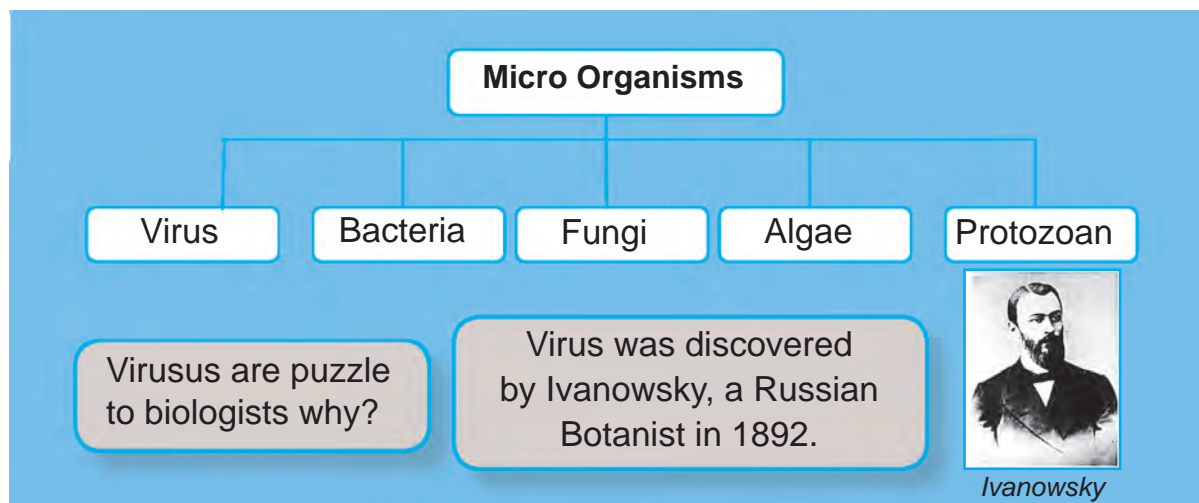 Micro Organisms
Virus
Bacteria
Fungi
Algae
Protozoan
Virusus are puzzle
to biologists why?
Virus was discovered
by Ivanowsky, a Russian
Botanist in 1892.
Ivanowsky